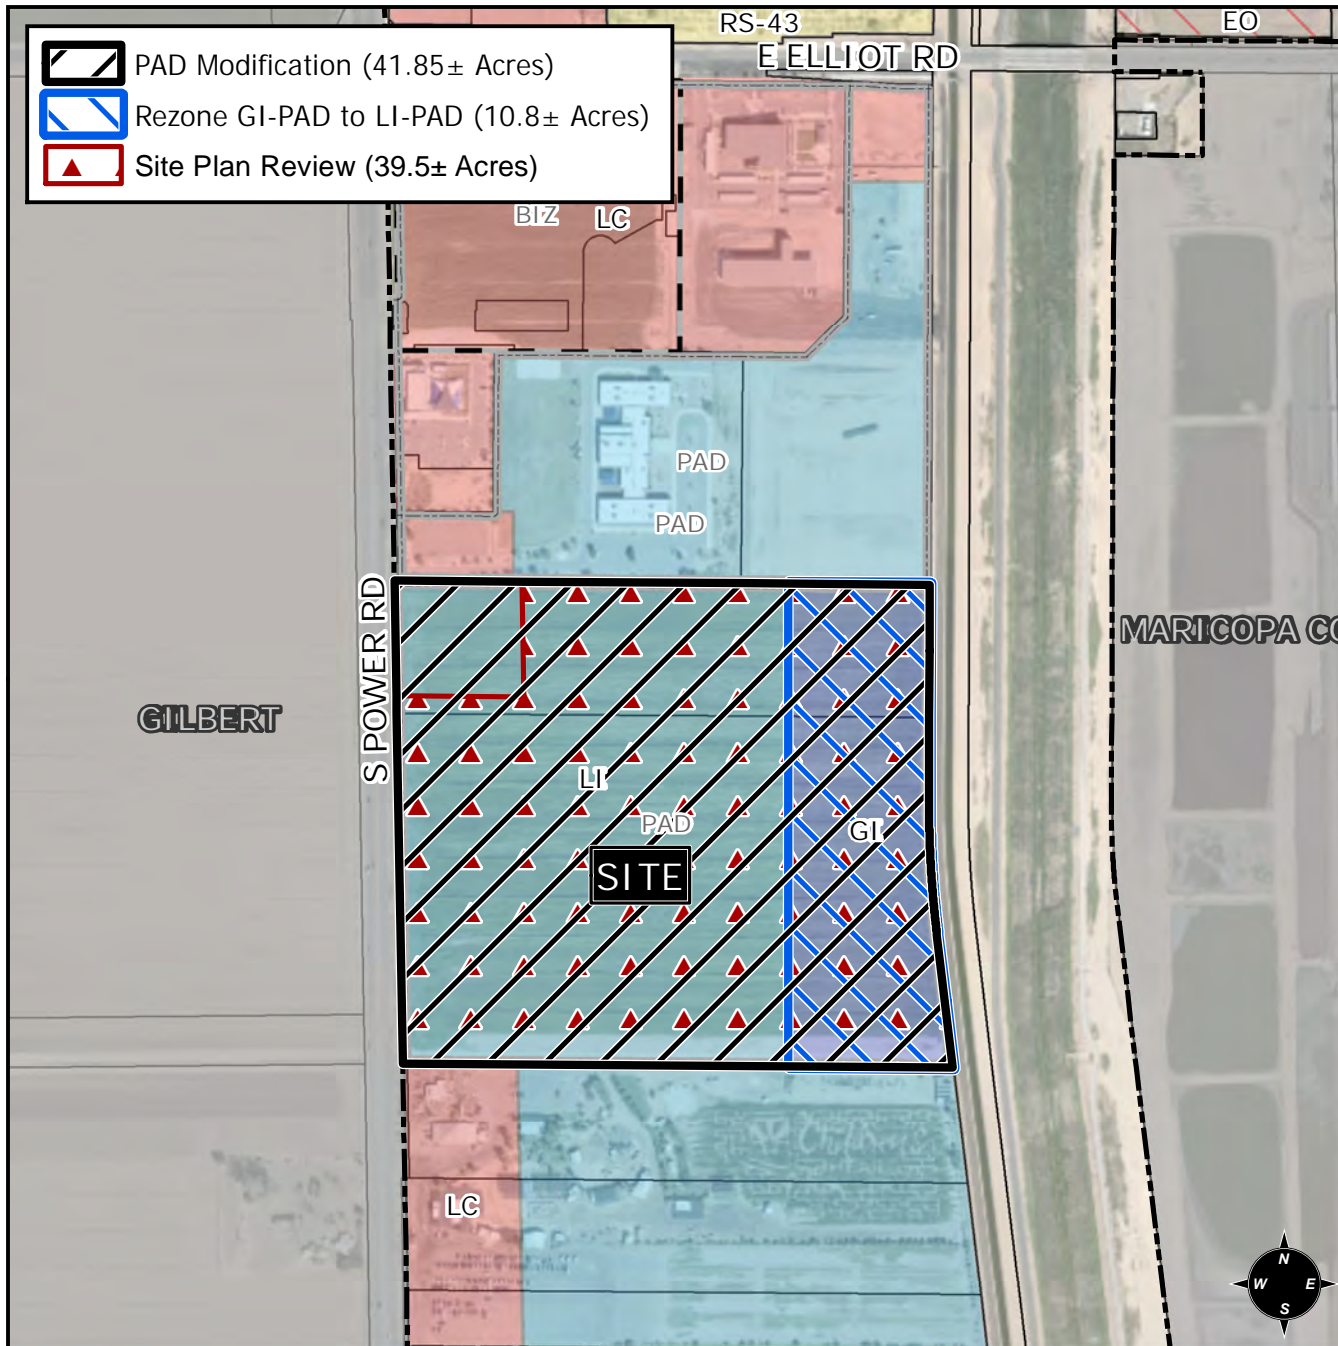 RS-43
EO
E ELLIOT RD
PAD Modification (41.85± Acres)
Rezone GI-PAD to LI-PAD (10.8± Acres)
Site Plan Review (39.5± Acres)
BIZ
LC
PAD
PAD
S POWER RD
GILBERT
MARICOPA CO
LI
PAD
GI
SITE
LC
N
W E
S